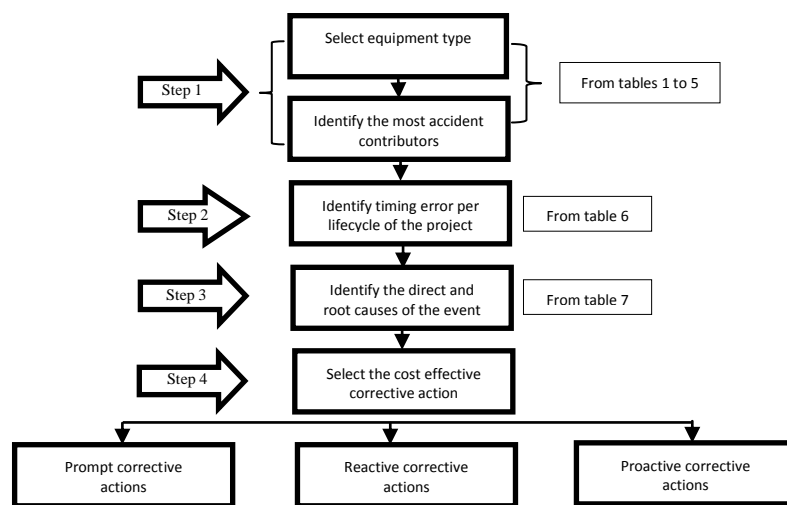 Select equipment type
Step 1
From tables 1 to 5
Identify the most accident
contributors
Step 2
Identify timing error per
lifecycle of the project
From table 6
Step 3
Identify the direct and
root causes of the event
From table 7
Step 4
Select the cost effective
corrective action
Prompt corrective
actions
Reactive corrective
actions
Proactive corrective
actions